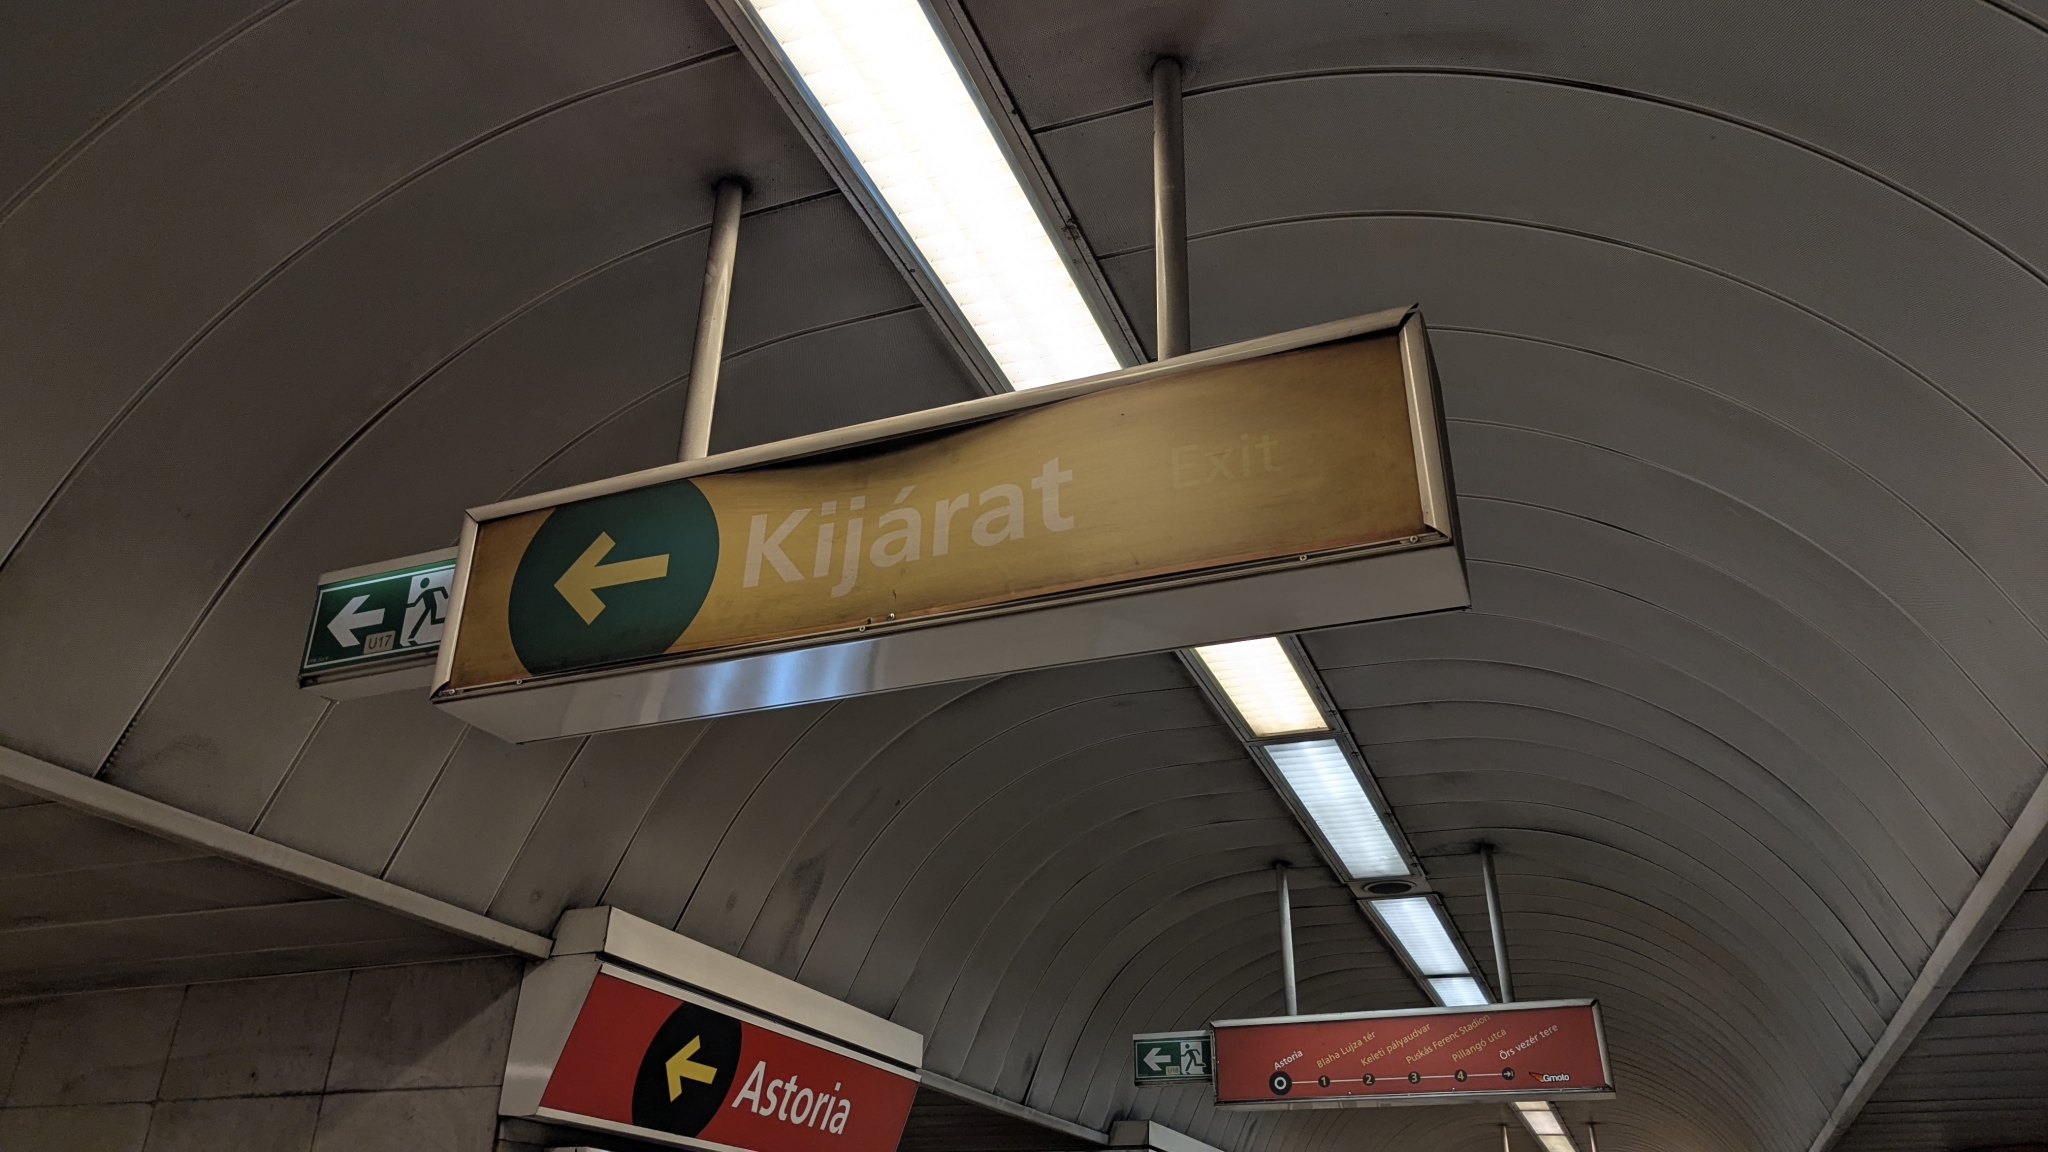 Kijárat Exit
U17
Astoria
Astoria
Blaha Lujza tér
Keleti pályaudvar
Puskás Ferenc Stadion
Pillangó utca
Örs vezér tere
1 2 3 4